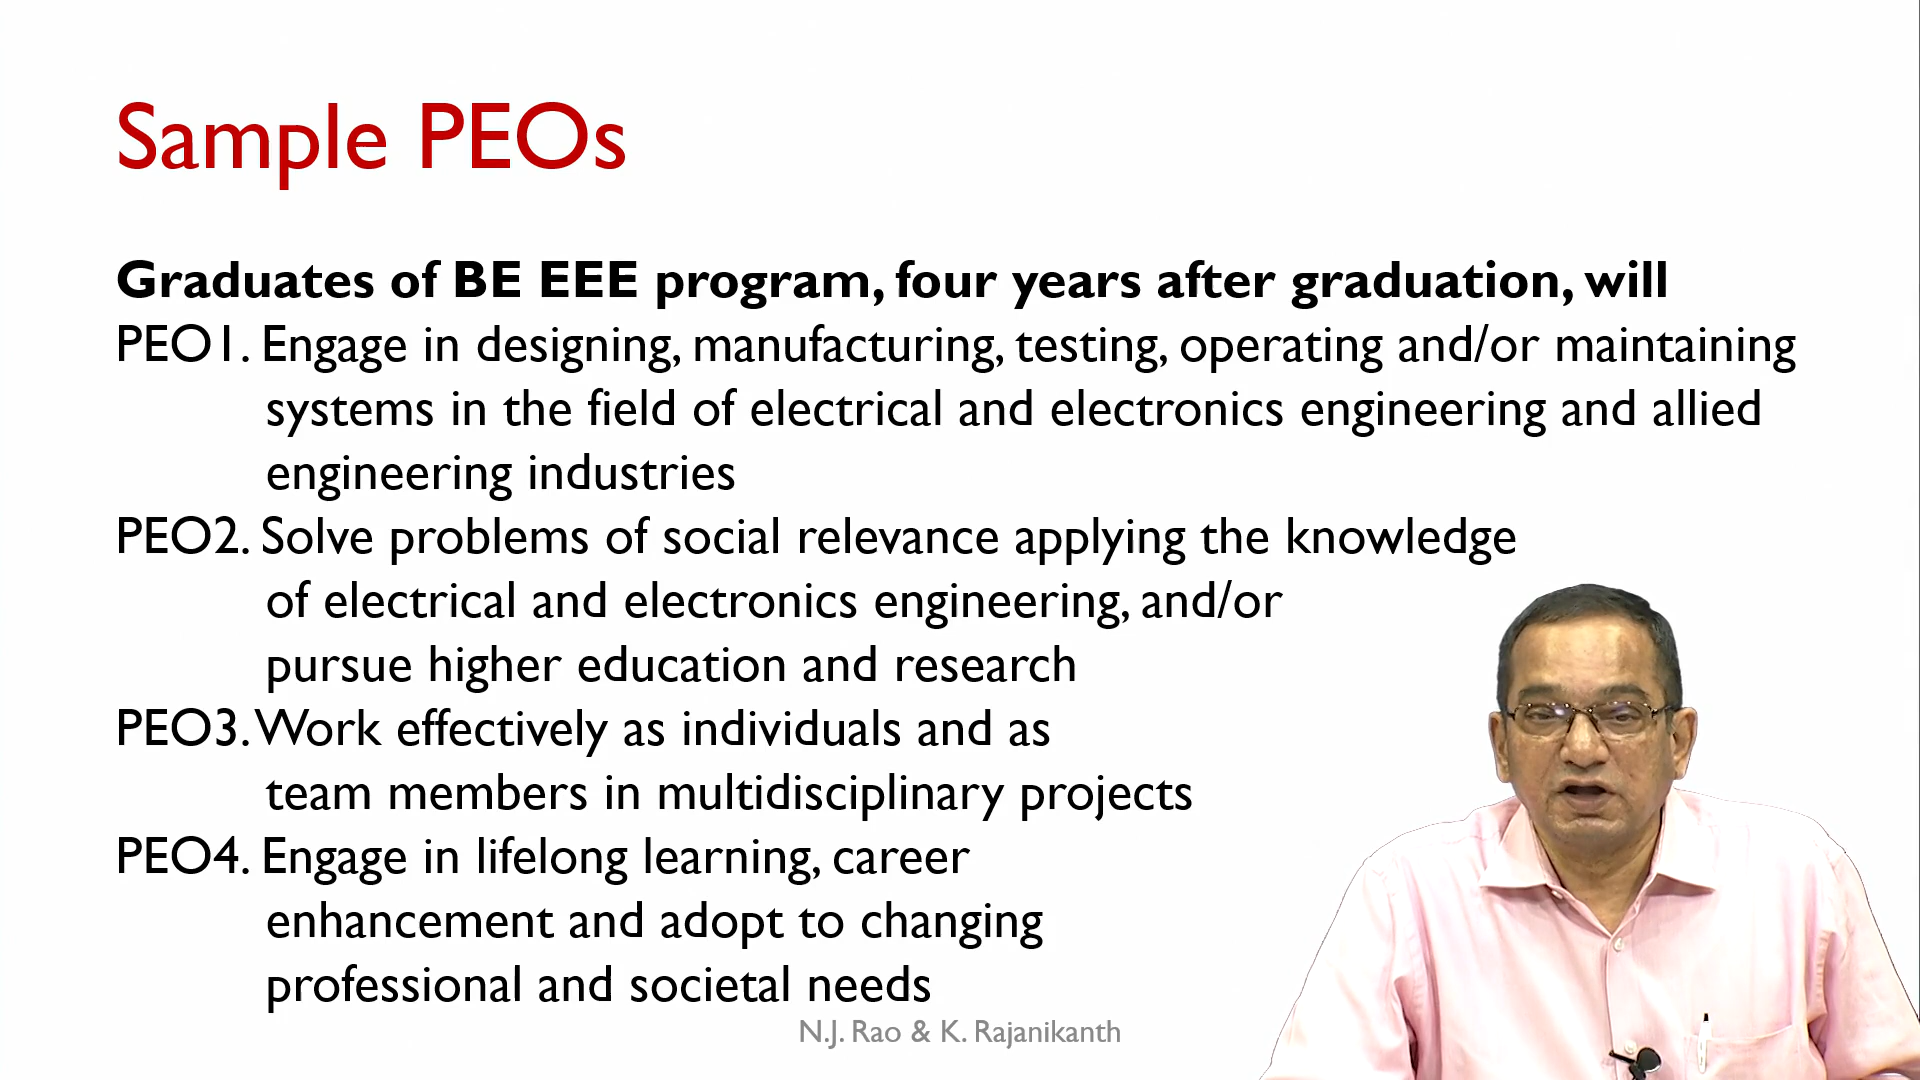 Sample PEOs
Graduates of BE EEE program, four years after graduation, will
PEO1. Engage in designing, manufacturing, testing, operating and/or maintaining
systems in the field of electrical and electronics engineering and allied
engineering industries
PEO2. Solve problems of social relevance applying the knowledge
of electrical and electronics engineering, and/or
pursue higher education and research
PEO3. Work effectively as individuals and as
team members in multidisciplinary projects
PEO4. Engage in lifelong learning, career
enhancement and adopt to changing
professional and societal needs
N.J. Rao & K. Rajanikanth